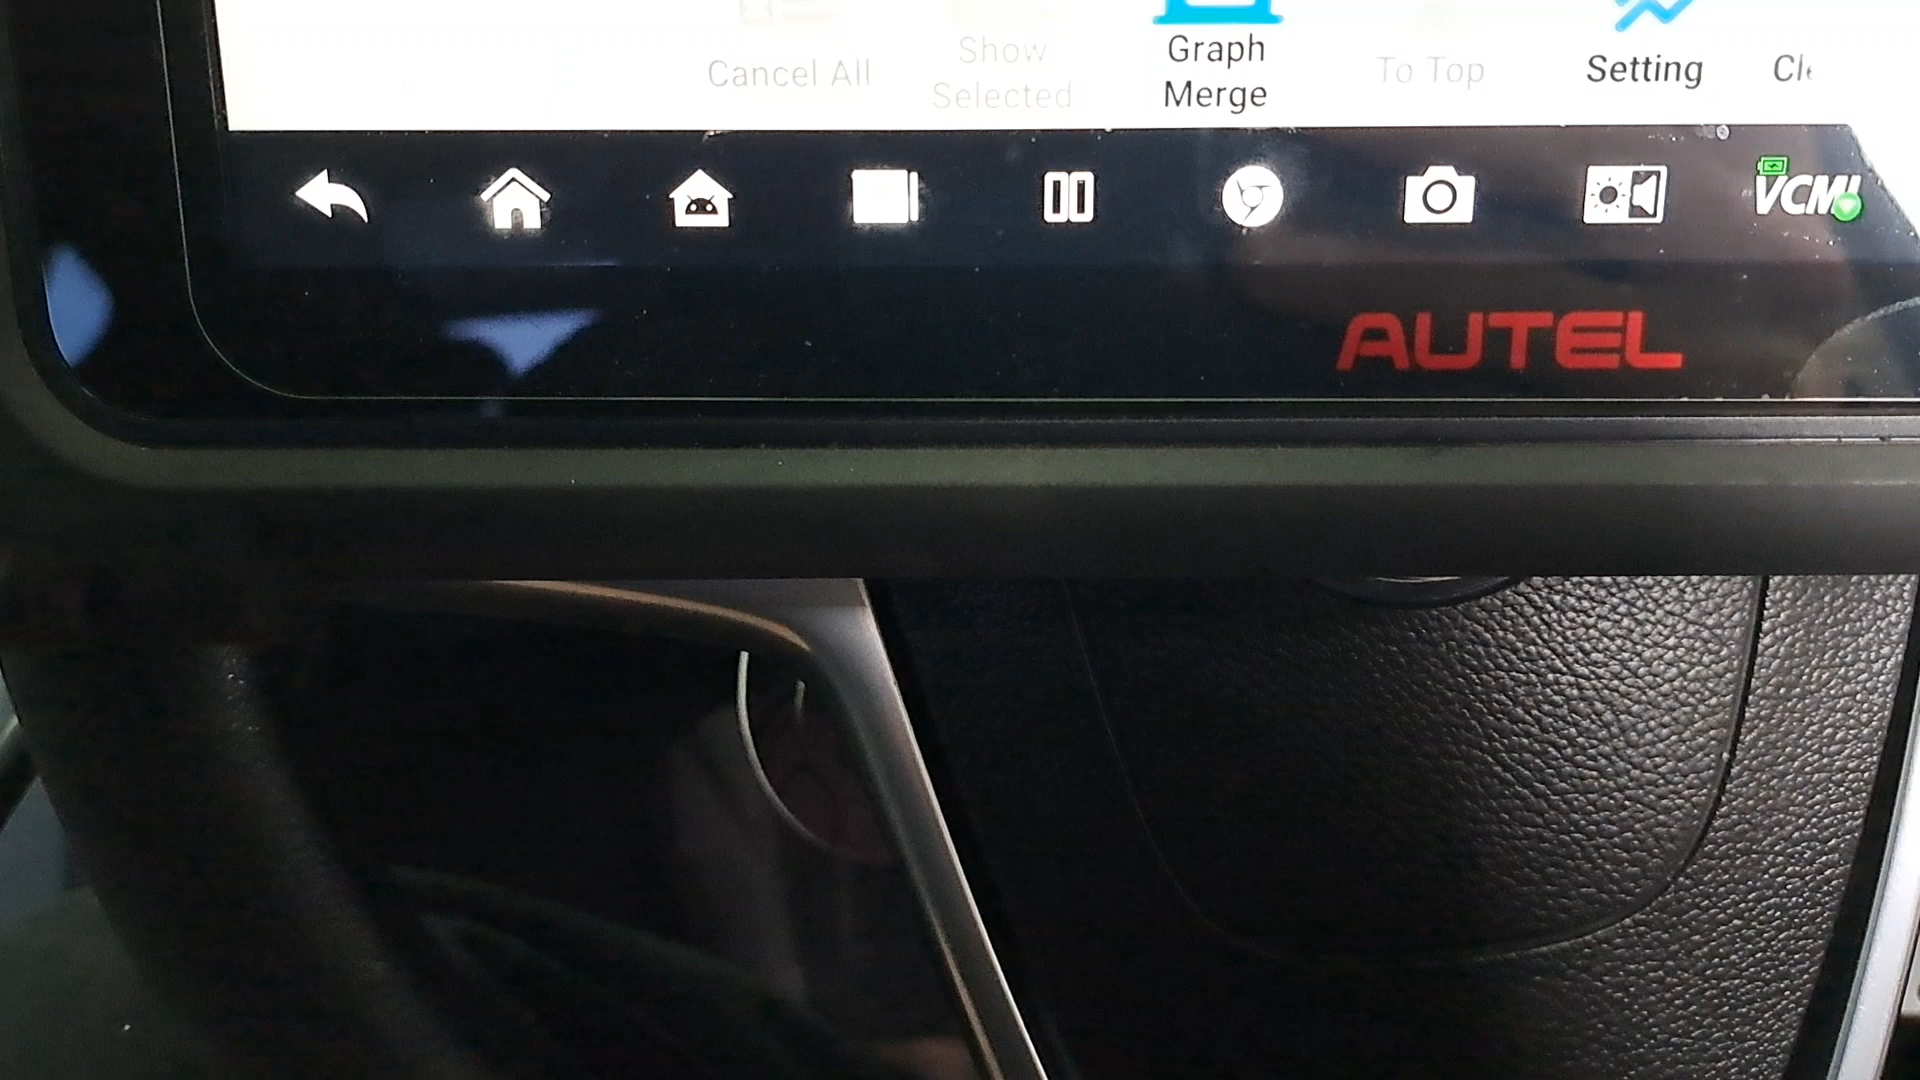 Cancel All
Show
Selected
Graph
Merge
To Top
Setting
VCMI
AUTEL